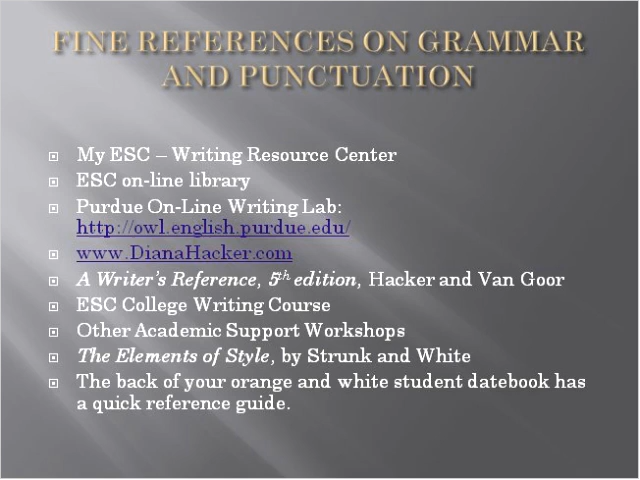 FINE REFERENCES ON GRAMMAR
AND PUNCTUATION
My ESC – Writing Resource Center
ESC on-line library
Purdue On-Line Writing Lab:
http://owl.english.purdue.edu/
www.DianaHacker.com
A Writer's Reference, 5th edition, Hacker and Van Goor
ESC College Writing Course
Other Academic Support Workshops
The Elements of Style, by Strunk and White
The back of your orange and white student datebook has
a quick reference guide.